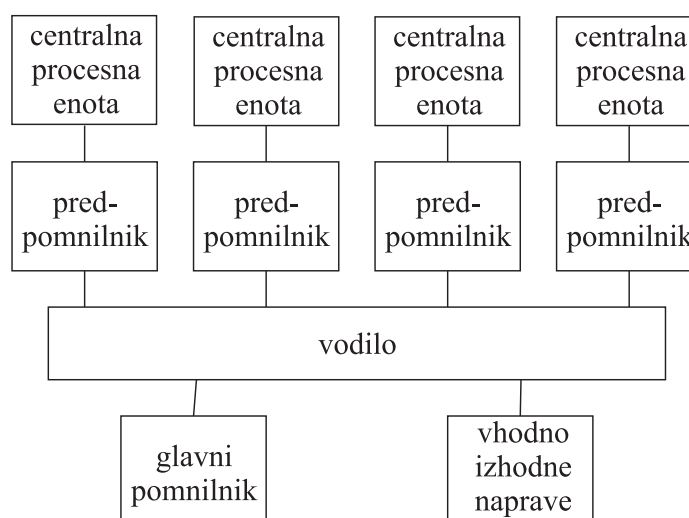 centralna
procesna
enota
centralna
procesna
enota
centralna
procesna
enota
centralna
procesna
enota
pred-
pomnilnik
pred-
pomnilnik
pred-
pomnilnik
pred-
pomnilnik
vodilo
glavni
pomnilnik
vhodno
izhodne
naprave